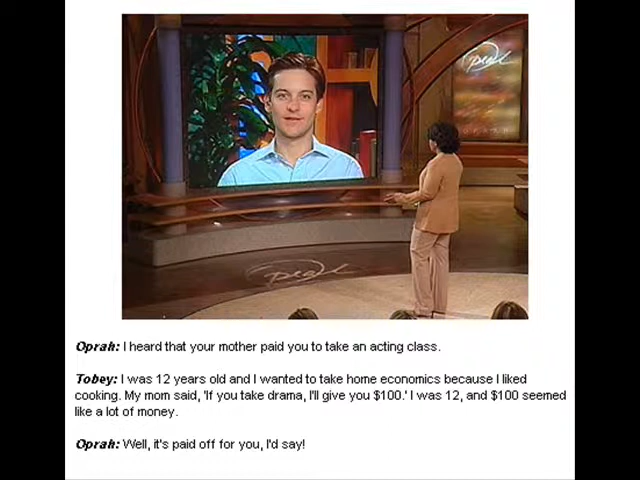 Oprah
Oprah
Oprah: I heard that your mother paid you to take an acting class.
Tobey: I was 12 years old and I wanted to take home economics because I liked
cooking. My mom said, 'If you take drama, I'll give you $100.' I was 12, and $100 seemed
like a lot of money.
Oprah: Well, it's paid off for you, I'd say!